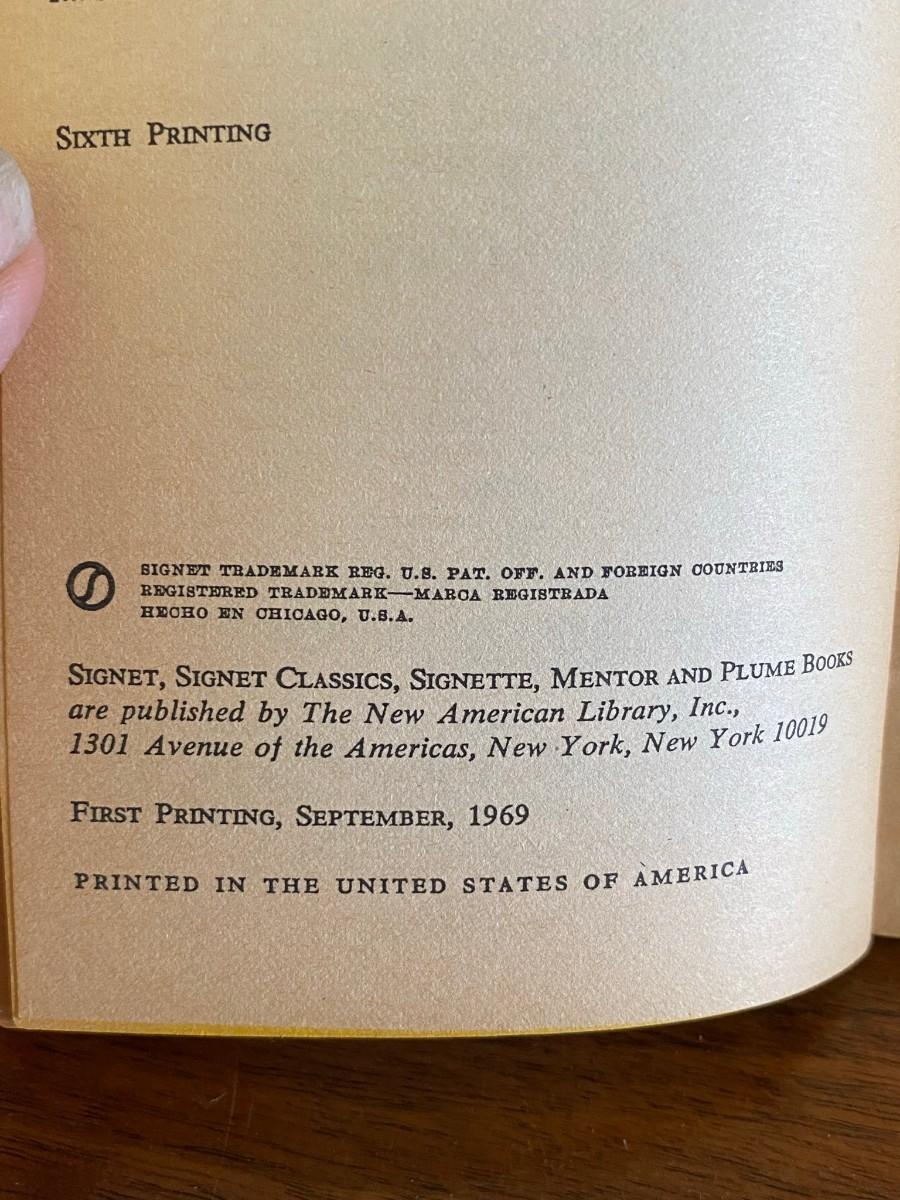 SIXTH PRINTING
SIGNET TRADEMARK REG. U.S. PAT. OFF. AND FOREIGN COUNTRIES
REGISTERED TRADEMARK—MARCA REGISTRADA
HECHO EN CHICAGO, U.S.A.
SIGNET, SIGNET CLASSICS, SIGNETTE, MENTOR AND PLUME BOOKS
are published by The New American Library, Inc.,
1301 Avenue of the Americas, New York, New York 10019
FIRST PRINTING, SEPTEMBER, 1969
PRINTED IN THE UNITED STATES OF AMERICA